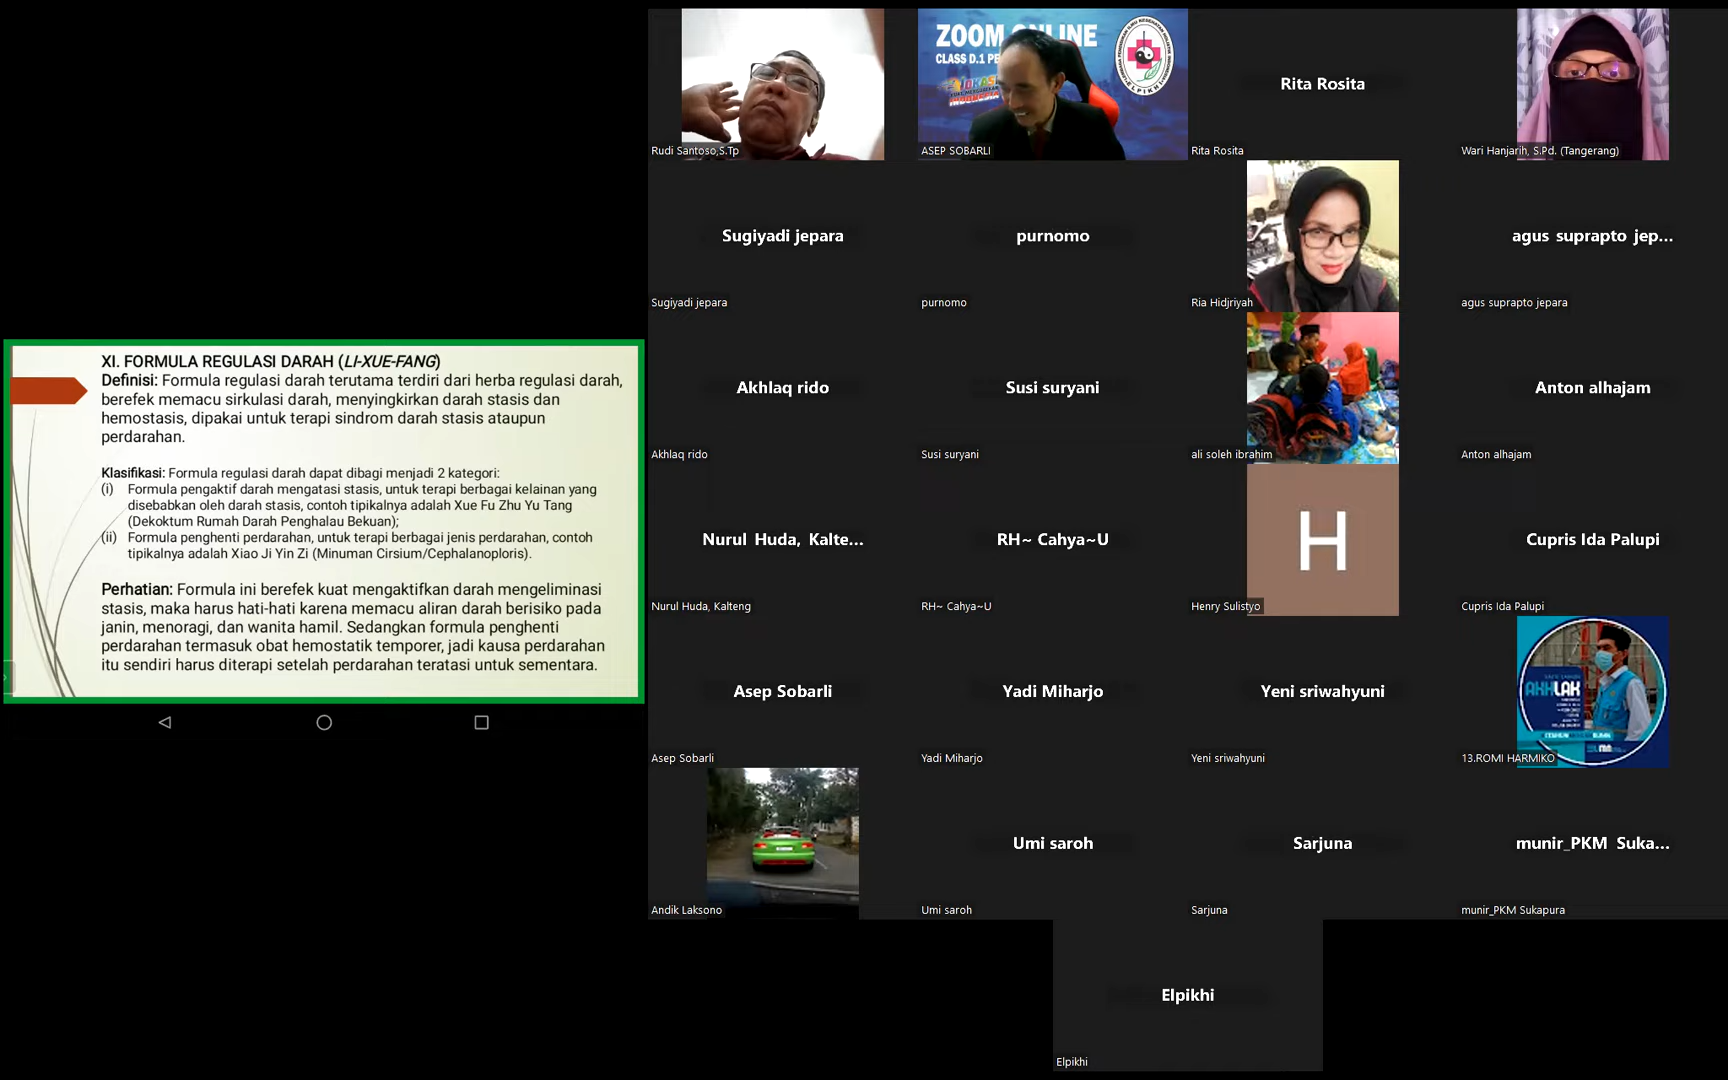 XI. FORMULA REGULASI DARAH (LI-XUE-FANG)
Definisi: Formula regulasi darah terutama terdiri dari herba regulasi darah,
berefek memacu sirkulasi darah, menyingkirkan darah stasis dan
hemostasis, dipakai untuk terapi sindrom darah stasis ataupun
perdarahan.
Klasifikasi: Formula regulasi darah dapat dibagi menjadi 2 kategori:
(i) Formula pengaktif darah mengatasi stasis, untuk terapi berbagai kelainan yang
disebabkan oleh darah stasis, contoh tipikalnya adalah Xue Fu Zhu Yu Tang
(Dekoktum Rumah Darah Penghalau Bekuan);
(ii) Formula penghenti perdarahan, untuk terapi berbagai jenis perdarahan, contoh
tipikalnya adalah Xiao Ji Yin Zi (Minuman Cirsium/Cephalanoploris).
Perhatian: Formula ini berefek kuat mengaktifkan darah mengeliminasi
stasis, maka harus hati-hati karena memacu aliran darah berisiko pada
janin, menoragi, dan wanita hamil. Sedangkan formula penghenti
perdarahan termasuk obat hemostatik temporer, jadi kausa perdarahan
itu sendiri harus diterapi setelah perdarahan teratasi untuk sementara.
Rudi Santoso,S.Tp
ZOOM ONLINE
CLASS D.1 PE
ELPIKHI
ASEP SOBARLI
Rita Rosita
Rita Rosita
Wari Hanjarih, S.Pd. (Tangerang)
Sugiyadi jepara
Sugiyadi jepara
purnomo
purnomo
Ria Hidjriyah
agus suprapto jep...
agus suprapto jepara
Akhlaq rido
Akhlaq rido
Susi suryani
Susi suryani
ali soleh ibrahim
Anton alhajam
Anton alhajam
Nurul Huda, Kalte...
Nurul Huda, Kalteng
RH~ Cahya~U
RH~ Cahya~U
H
Henry Sulistyo
Cupris Ida Palupi
Cupris Ida Palupi
Asep Sobarli
Asep Sobarli
Yadi Miharjo
Yadi Miharjo
Yeni sriwahyuni
Yeni sriwahyuni
AKHLAK
13.ROMI HARMIKO
Andik Laksono
Umi saroh
Umi saroh
Sarjuna
Sarjuna
munir_PKM Suka...
munir_PKM Sukapura
Elpikhi
Elpikhi